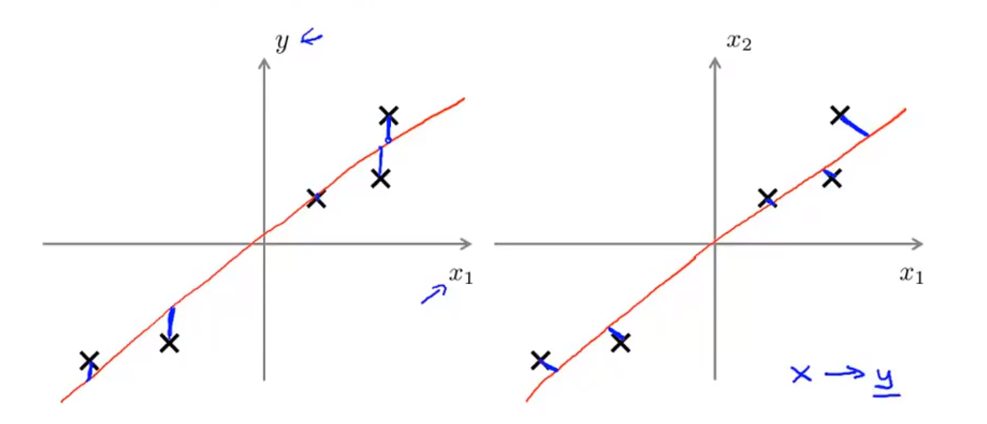 y
x₁
x₂
x₁
x → y